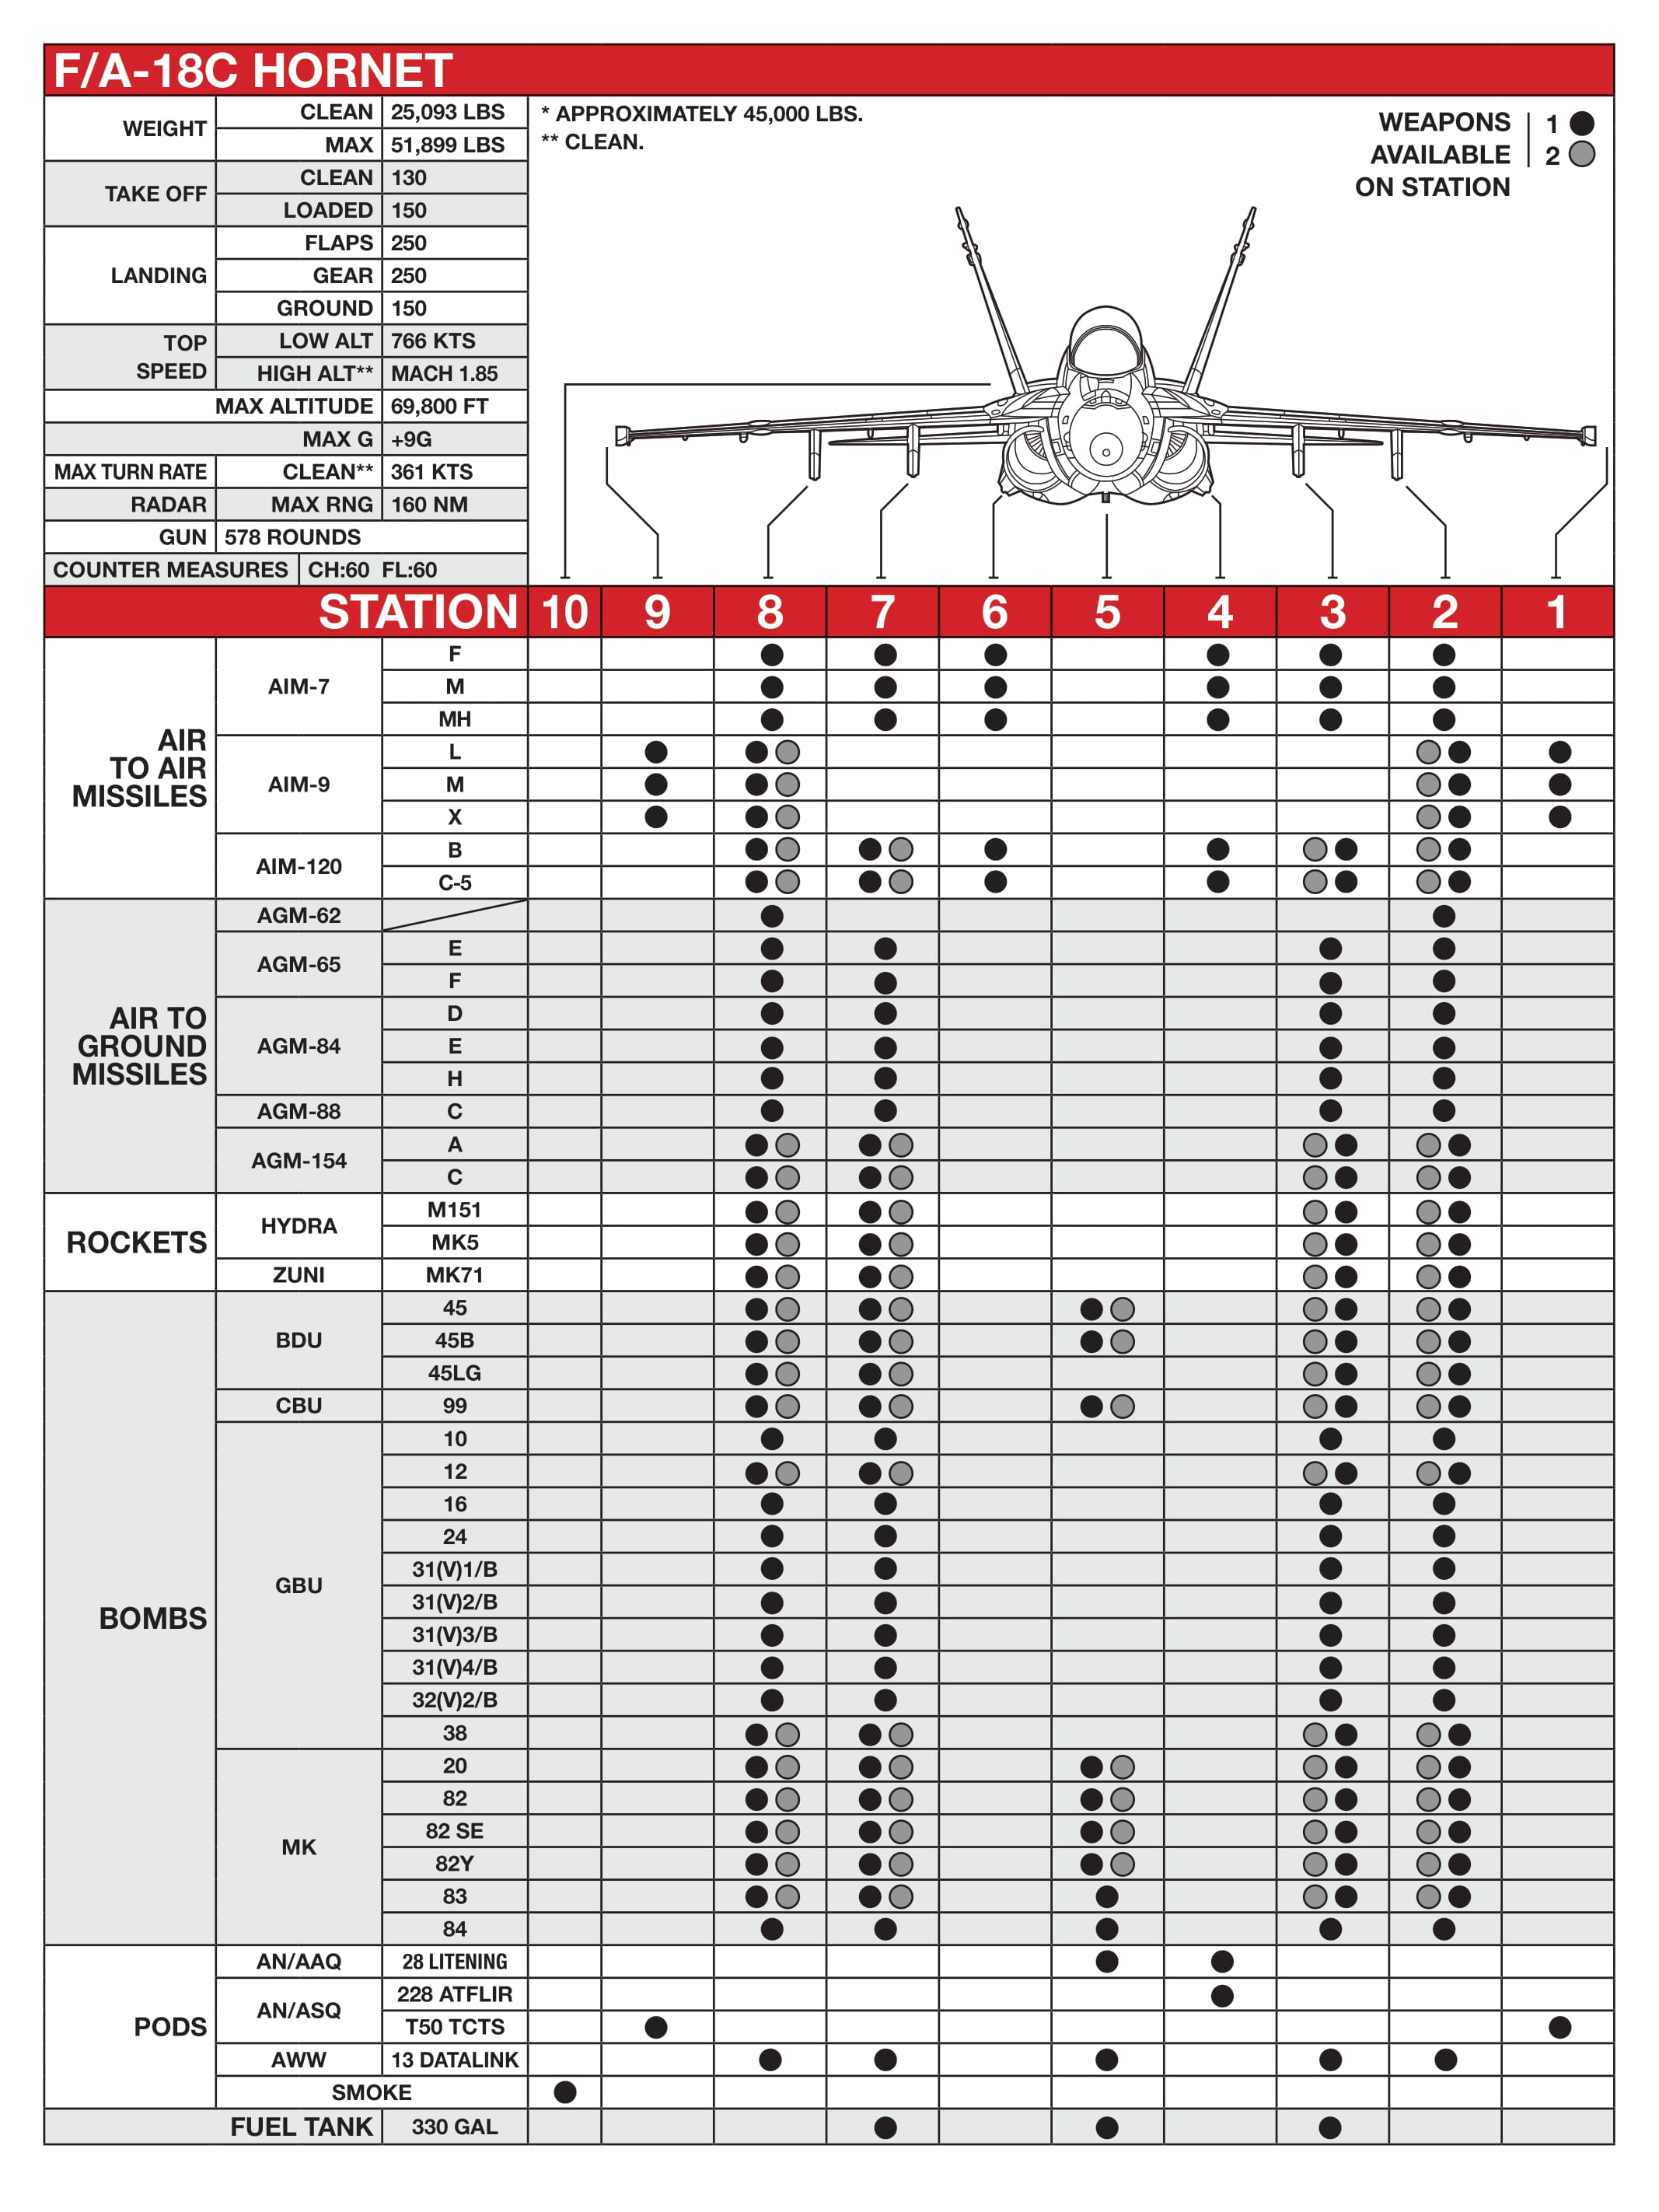 F/A-18C HORNET
WEIGHT CLEAN 25,093 LBS
MAX 51,899 LBS
TAKE OFF CLEAN 130
LOADED 150
LANDING FLAPS 250
GEAR 250
GROUND 150
TOP SPEED LOW ALT 766 KTS
HIGH ALT** MACH 1.85
MAX ALTITUDE 69,800 FT
MAX G +9G
MAX TURN RATE CLEAN** 361 KTS
RADAR MAX RNG 160 NM
GUN 578 ROUNDS
COUNTER MEASURES CH:60 FL:60
* APPROXIMATELY 45,000 LBS.
** CLEAN.
WEAPONS 1
AVAILABLE 2
ON STATION
STATION 10 9 8 7 6 5 4 3 2 1
AIR
TO AIR
MISSILES
AIM-7
F
M
MH
AIM-9
L
M
X
AIM-120
B
C-5
AIR TO
GROUND
MISSILES
AGM-62
AGM-65
E
F
AGM-84
D
E
H
AGM-88 C
AGM-154
A
C
ROCKETS
HYDRA
M151
MK5
ZUNI MK71
BOMBS
BDU
45
45B
45LG
CBU 99
GBU
10
12
16
24
31(V)1/B
31(V)2/B
31(V)3/B
31(V)4/B
32(V)2/B
38
MK
20
82
82 SE
82Y
83
84
PODS
AN/AAQ 28 LITENING
AN/ASQ
228 ATFLIR
T50 TCTS
AWW 13 DATALINK
SMOKE
FUEL TANK 330 GAL